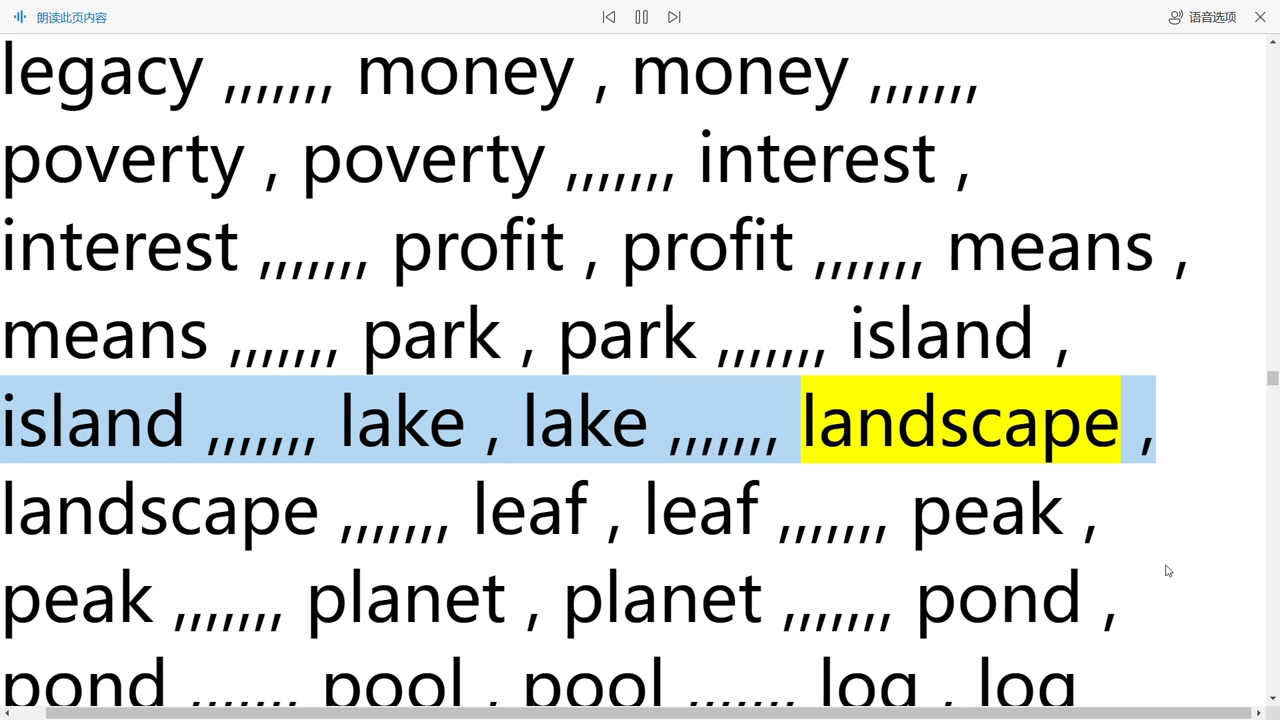 朗读此页内容
语音选项
legacy ,,,,,,, money , money ,,,,,,,
poverty , poverty ,,,,,,, interest ,
interest ,,,,,,, profit , profit ,,,,,,, means ,
means ,,,,,,, park , park ,,,,,,, island ,
island ,,,,,,, lake , lake ,,,,,,, landscape ,
landscape ,,,,,,, leaf , leaf ,,,,,,, peak ,
peak ,,,,,,, planet , planet ,,,,,,, pond ,
pond ,,,,,,, pool , pool ,,,,,,, log , log